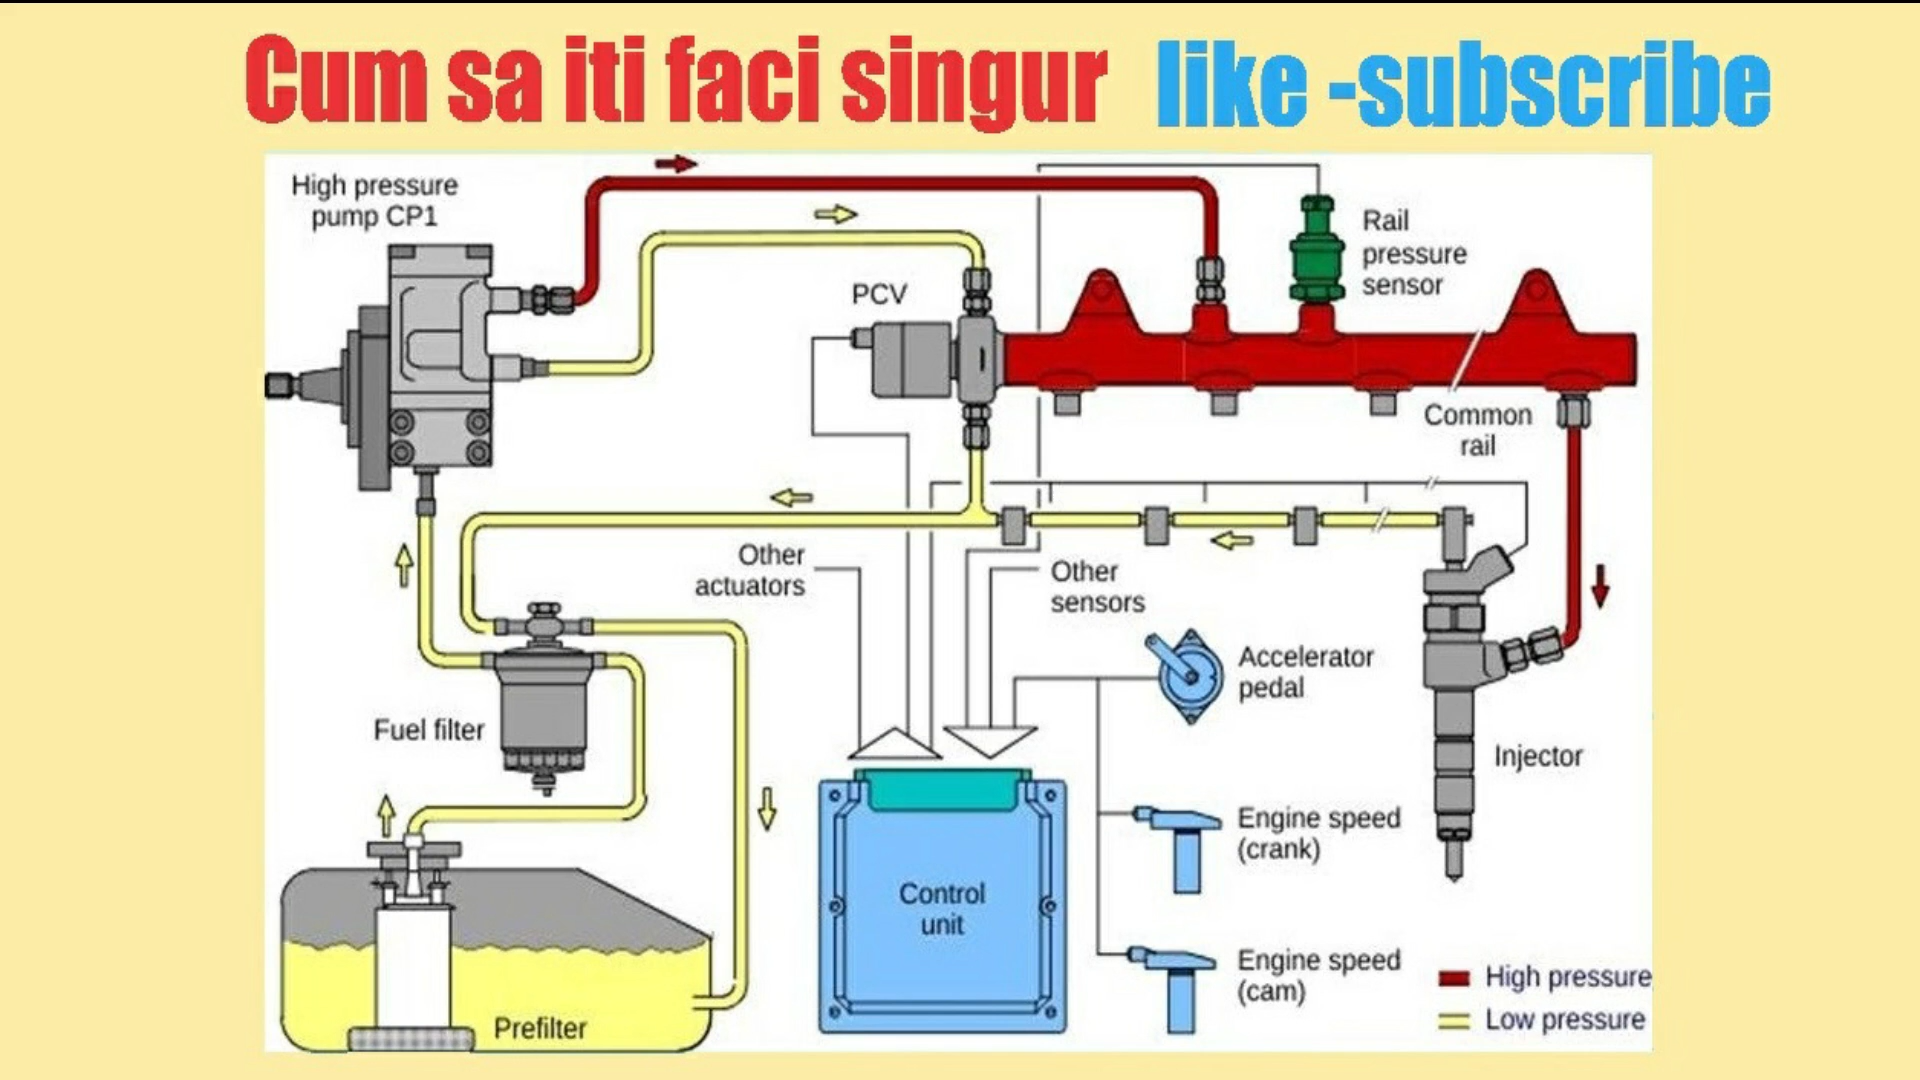 Cum sa iti faci singur like -subscribe
High pressure
pump CP1
Rail
pressure
sensor
PCV
Common
rail
Other
actuators
Other
sensors
Accelerator
pedal
Fuel filter
Injector
Engine speed
(crank)
Control
unit
Engine speed
(cam)
High pressure
Low pressure
Prefilter